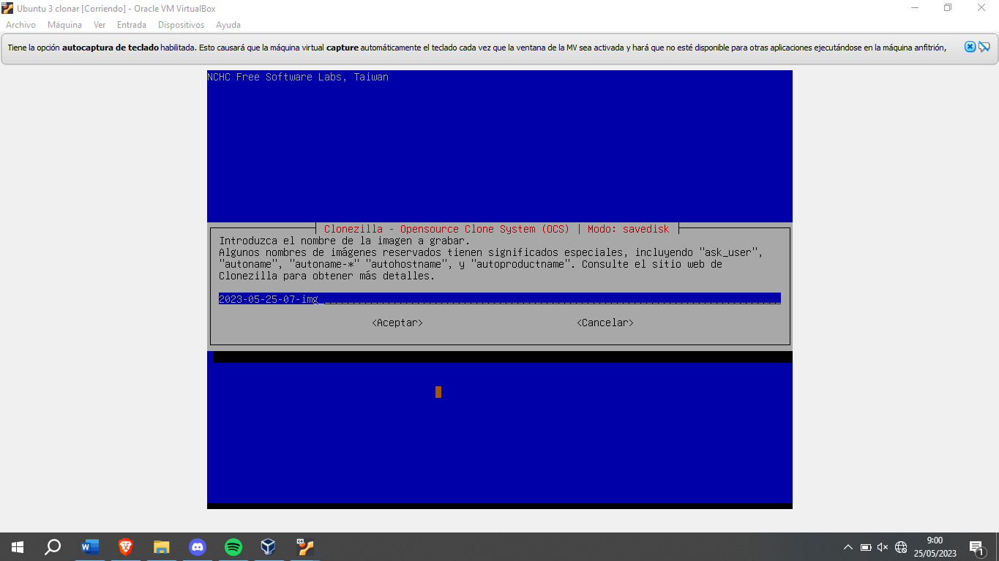 Ubuntu 3 clonar [Corriendo] - Oracle VM VirtualBox
Archivo Máquina Ver Entrada Dispositivos Ayuda
Tiene la opción autocaptura de teclado habilitada. Esto causará que la máquina virtual capture automáticamente el teclado cada vez que la ventana de la MV sea activada y hará que no esté disponible para otras aplicaciones ejecutándose en la máquina anfitrión,
NCHC Free Software Labs, Taiwan
Clonezilla - Opensource Clone System (OCS) | Modo: savedisk
Introduzca el nombre de la imagen a grabar.
Algunos nombres de imágenes reservados tienen significados especiales, incluyendo "ask_user",
"autoname", "autoname-*" "autohostname", y "autoproductname". Consulte el sitio web de
Clonezilla para obtener más detalles.
2023-05-25-07-img
<Aceptar> <Cancelar>
W
64
9:00
25/05/2023
1